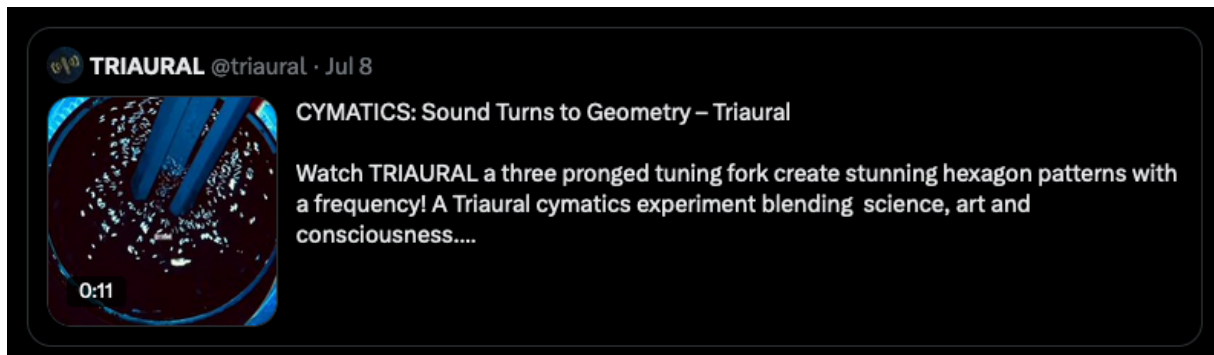 TRIAURAL @triaural · Jul 8
CYMATICS: Sound Turns to Geometry – Triaural
Watch TRIAURAL a three pronged tuning fork create stunning hexagon patterns with
a frequency! A Triaural cymatics experiment blending  science, art and
consciousness....
0:11